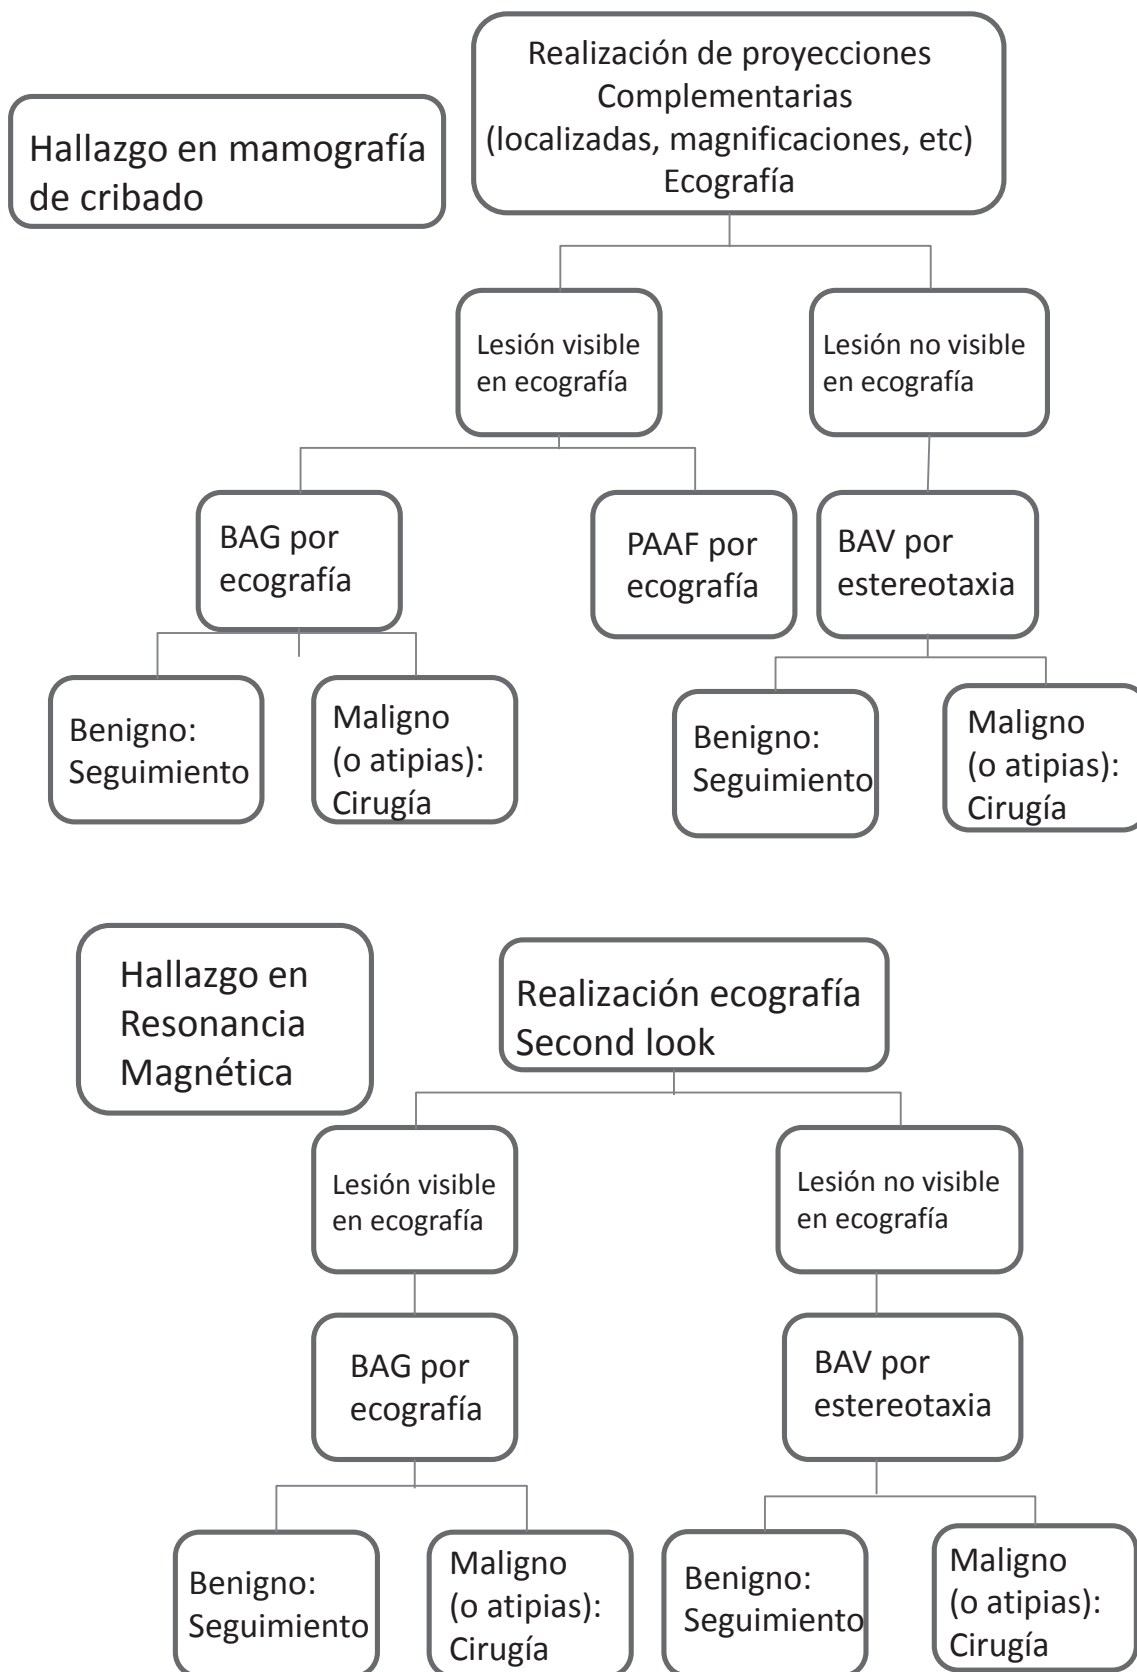 Realización de proyecciones
Complementarias
(localizadas, magnificaciones, etc)
Ecografía
Hallazgo en mamografía
de cribado
Lesión visible
en ecografía
Lesión no visible
en ecografía
BAG por
ecografía
PAAF por
ecografía
BAV por
estereotaxia
Benigno:
Seguimiento
Maligno
(o atipias):
Cirugía
Benigno:
Seguimiento
Maligno
(o atipias):
Cirugía
Hallazgo en
Resonancia
Magnética
Realización ecografía
Second look
Lesión visible
en ecografía
Lesión no visible
en ecografía
BAG por
ecografía
BAV por
estereotaxia
Benigno:
Seguimiento
Maligno
(o atipias):
Cirugía
Benigno:
Seguimiento
Maligno
(o atipias):
Cirugía